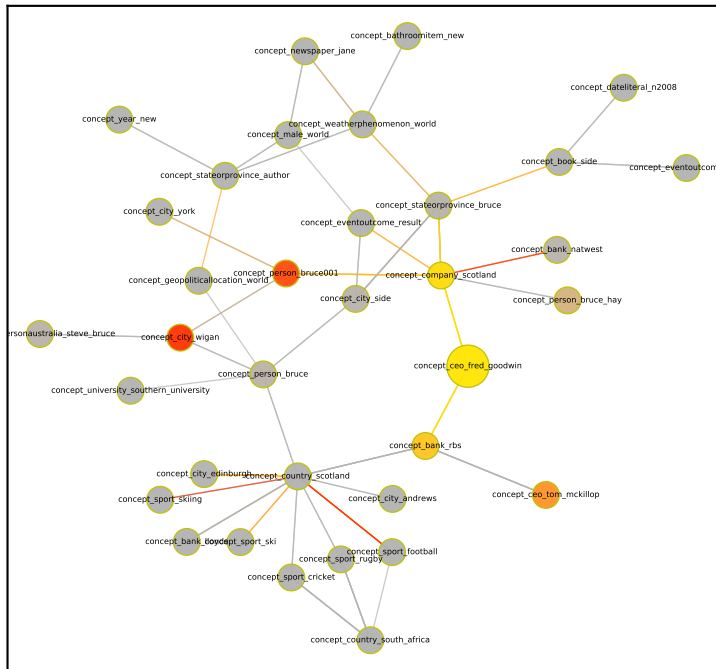 concept_bathroomitem_new
concept_newspaper_jane
concept_dateliteral_n2008
concept_year_new
concept_weatherphenomenon_world
concept_male_world
concept_book_side
concept_eventoutcom
concept_stateorprovince_author
concept_stateorprovince_bruce
concept_city_york
concept_eventoutcome_result
concept_bank_natwest
concept_person_bruce001
concept_company_scotland
concept_geopoliticallocation_world
concept_city_side
concept_person_bruce_hay
personaustralia_steve_bruce
concept_city_wigan
concept_ceo_fred_goodwin
concept_person_bruce
concept_university_southern_university
concept_bank_rbs
concept_city_edinburgh
concept_country_scotland
concept_sport_skiing
concept_city_andrews
concept_ceo_tom_mckillop
concept_sport_ski
concept_sport_football
concept_sport_rugby
concept_sport_cricket
concept_country_south_africa